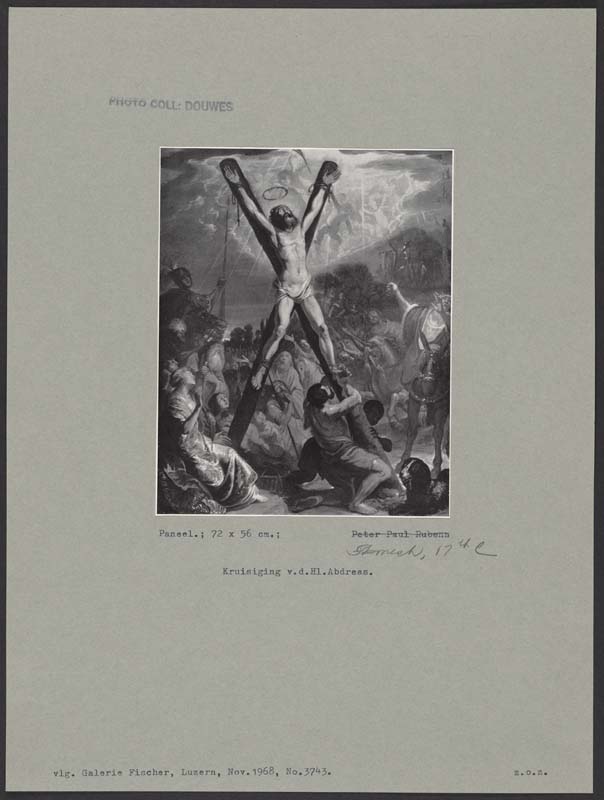 PHOTO COLL: DOUWES
Paneel.; 72 x 56 cm.; Peter Paul Rubens
Flemish, 17th C
Kruisiging v.d.Hl.Abdreas.
vlg. Galerie Fischer, Luzern, Nov.1968, No.3743. z.o.z.